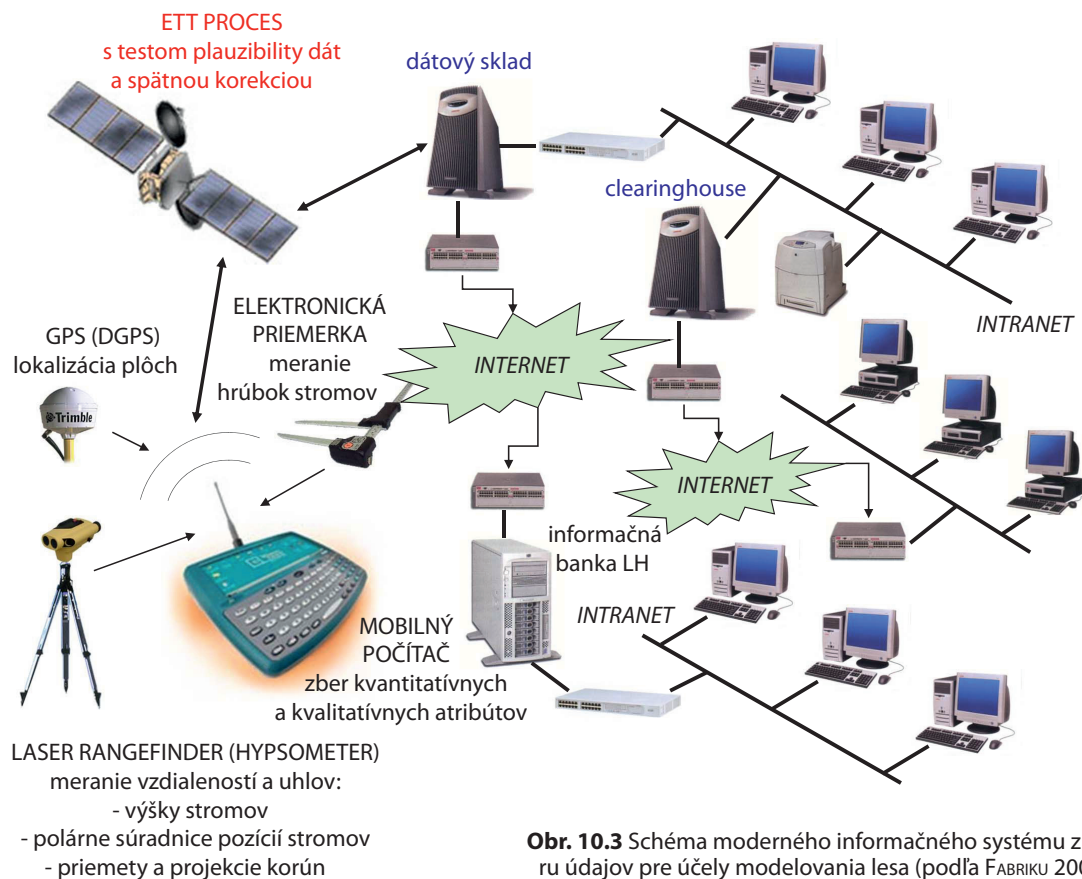 ETT PROCES
s testom plauzibility dát
a spätnou korekciou
dátový sklad
clearinghouse
INTRANET
GPS (DGPS)
lokalizácia plôch
Trimble
ELEKTRONICKÁ
PRIEMERKA
meranie
hrúbok stromov
INTERNET
INTERNET
informačná
banka LH
INTRANET
MOBILNÝ
POČÍTAČ
zber kvantitatívnych
a kvalitatívnych atribútov
LASER RANGEFINDER (HYPSOMETER)
meranie vzdialeností a uhlov:
- výšky stromov
- polárne súradnice pozícií stromov
- priemety a projekcie korún
Obr. 10.3 Schéma moderného informačného systému z
ru údajov pre účely modelovania lesa (podľa FABRIKU 200